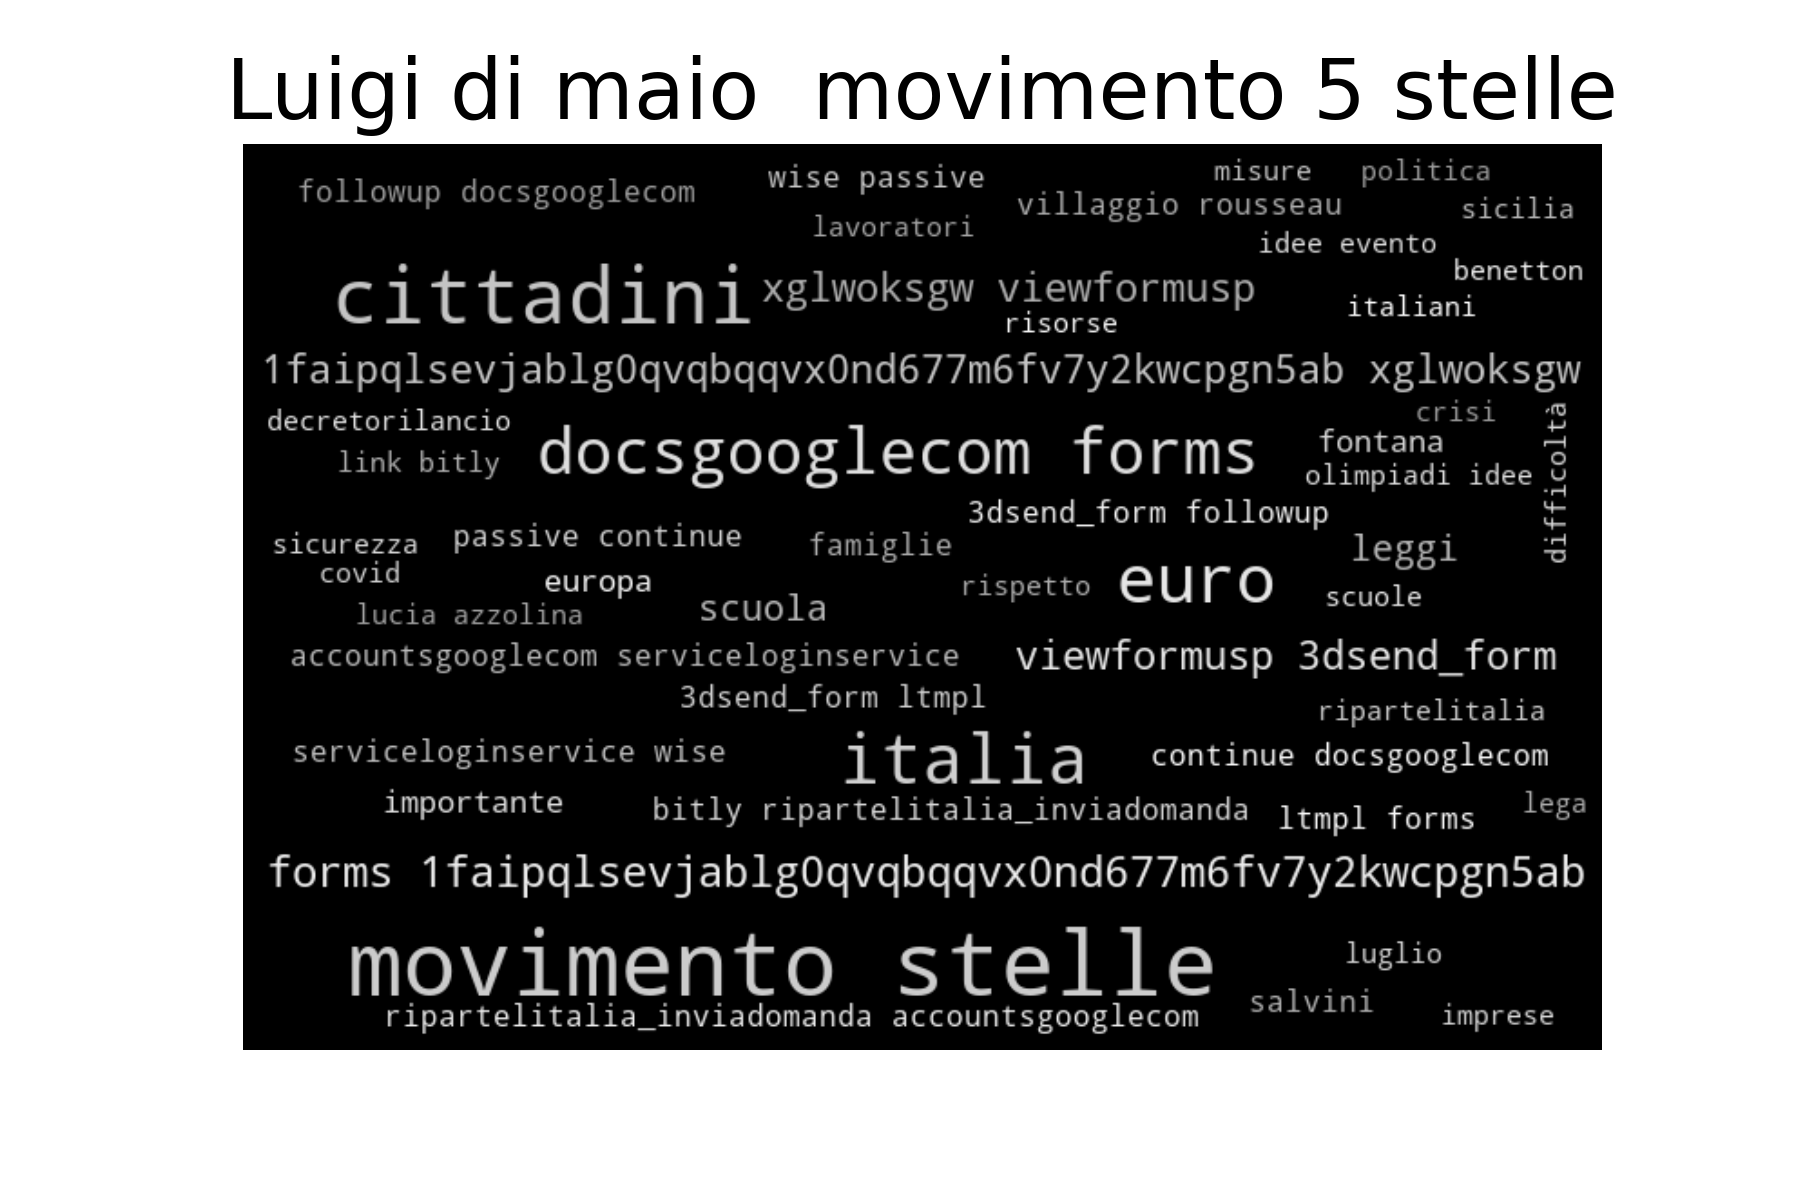 Luigi di maio  movimento 5 stelle
followup docsgooglecom
wise passive
misure
politica
lavoratori
villaggio rousseau
sicilia
idee evento
cittadini
xglwoksgw viewformusp
benetton
risorse
italiani
1faipqlsevjablg0qvqbqqvx0nd677m6fv7y2kwcpgn5ab xglwoksgw
decretorilancio
crisi
link bitly
docsgooglecom forms
fontana
olimpiadi idee
difficoltà
3dsend_form followup
sicurezza
passive continue
famiglie
leggi
covid
europa
rispetto
euro
scuole
lucia azzolina
scuola
accountsgooglecom serviceloginservice
viewformusp 3dsend_form
3dsend_form ltmpl
ripartelitalia
serviceloginservice wise
italia
continue docsgooglecom
importante
bitly ripartelitalia_inviadomanda
ltmpl forms
lega
forms 1faipqlsevjablg0qvqbqqvx0nd677m6fv7y2kwcpgn5ab
movimento stelle
luglio
ripartelitalia_inviadomanda accountsgooglecom
salvini
imprese